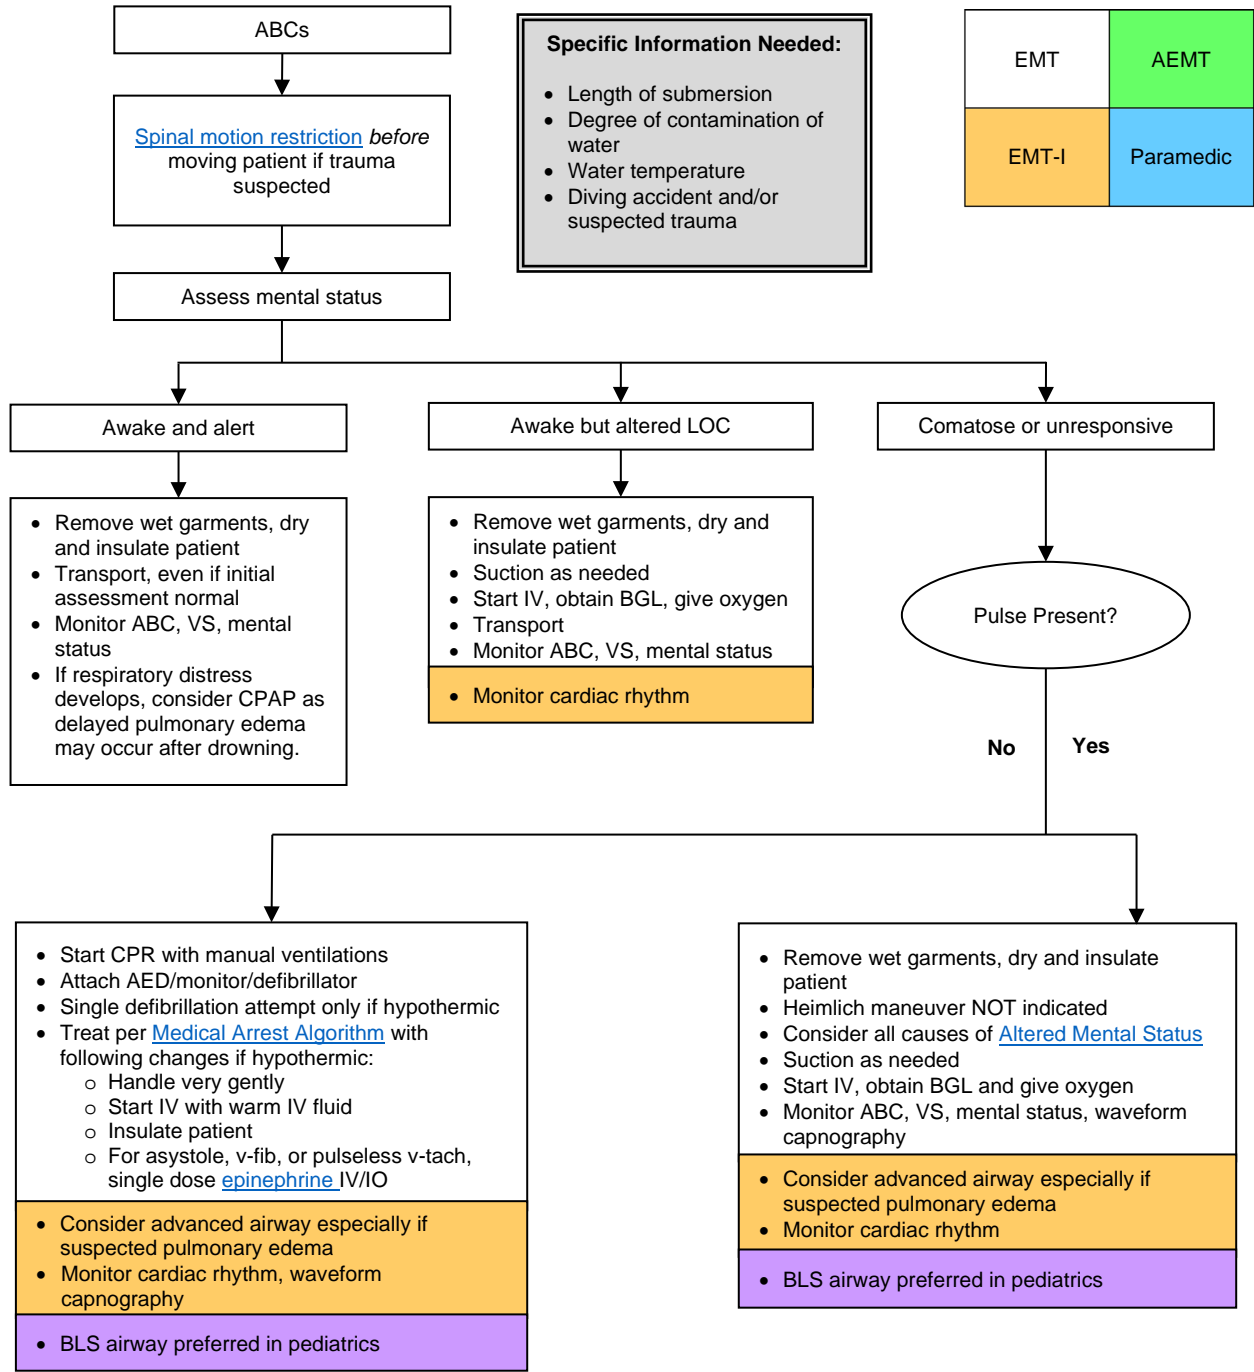 ABCs
Spinal motion restriction before
moving patient if trauma
suspected
Assess mental status
Specific Information Needed:
• Length of submersion
• Degree of contamination of
water
• Water temperature
• Diving accident and/or
suspected trauma
EMT
AEMT
EMT-I
Paramedic
Awake and alert
• Remove wet garments, dry
and insulate patient
• Transport, even if initial
assessment normal
• Monitor ABC, VS, mental
status
• If respiratory distress
develops, consider CPAP as
delayed pulmonary edema
may occur after drowning.
Awake but altered LOC
• Remove wet garments, dry and
insulate patient
• Suction as needed
• Start IV, obtain BGL, give oxygen
• Transport
• Monitor ABC, VS, mental status
• Monitor cardiac rhythm
Comatose or unresponsive
Pulse Present?
No
Yes
• Start CPR with manual ventilations
• Attach AED/monitor/defibrillator
• Single defibrillation attempt only if hypothermic
• Treat per Medical Arrest Algorithm with
following changes if hypothermic:
o Handle very gently
o Start IV with warm IV fluid
o Insulate patient
o For asystole, v-fib, or pulseless v-tach,
single dose epinephrine IV/IO
• Consider advanced airway especially if
suspected pulmonary edema
• Monitor cardiac rhythm, waveform
capnography
• BLS airway preferred in pediatrics
• Remove wet garments, dry and insulate
patient
• Heimlich maneuver NOT indicated
• Consider all causes of Altered Mental Status
• Suction as needed
• Start IV, obtain BGL and give oxygen
• Monitor ABC, VS, mental status, waveform
capnography
• Consider advanced airway especially if
suspected pulmonary edema
• Monitor cardiac rhythm
• BLS airway preferred in pediatrics